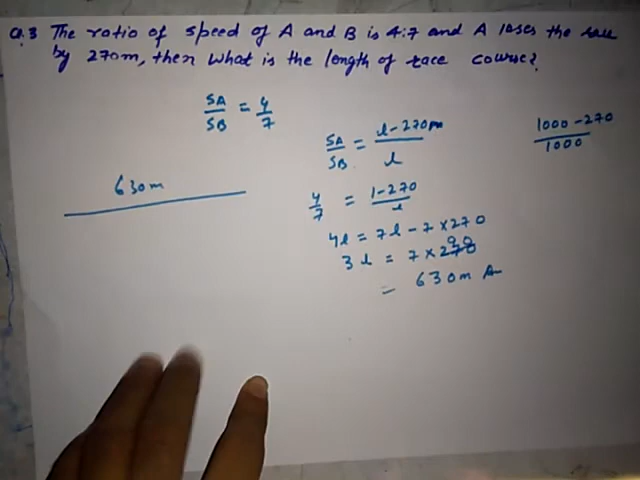 Q.3 The ratio of speed of A and B is 4:7 and A loses the race
by 270m, then What is the length of race course?
SA/SB = 4/7
SA/SB = l-270m/l
1000-270/1000
630m
4/7 = l-270/l
4l = 7l - 7×270
3l = 7×270 90
= 630m A